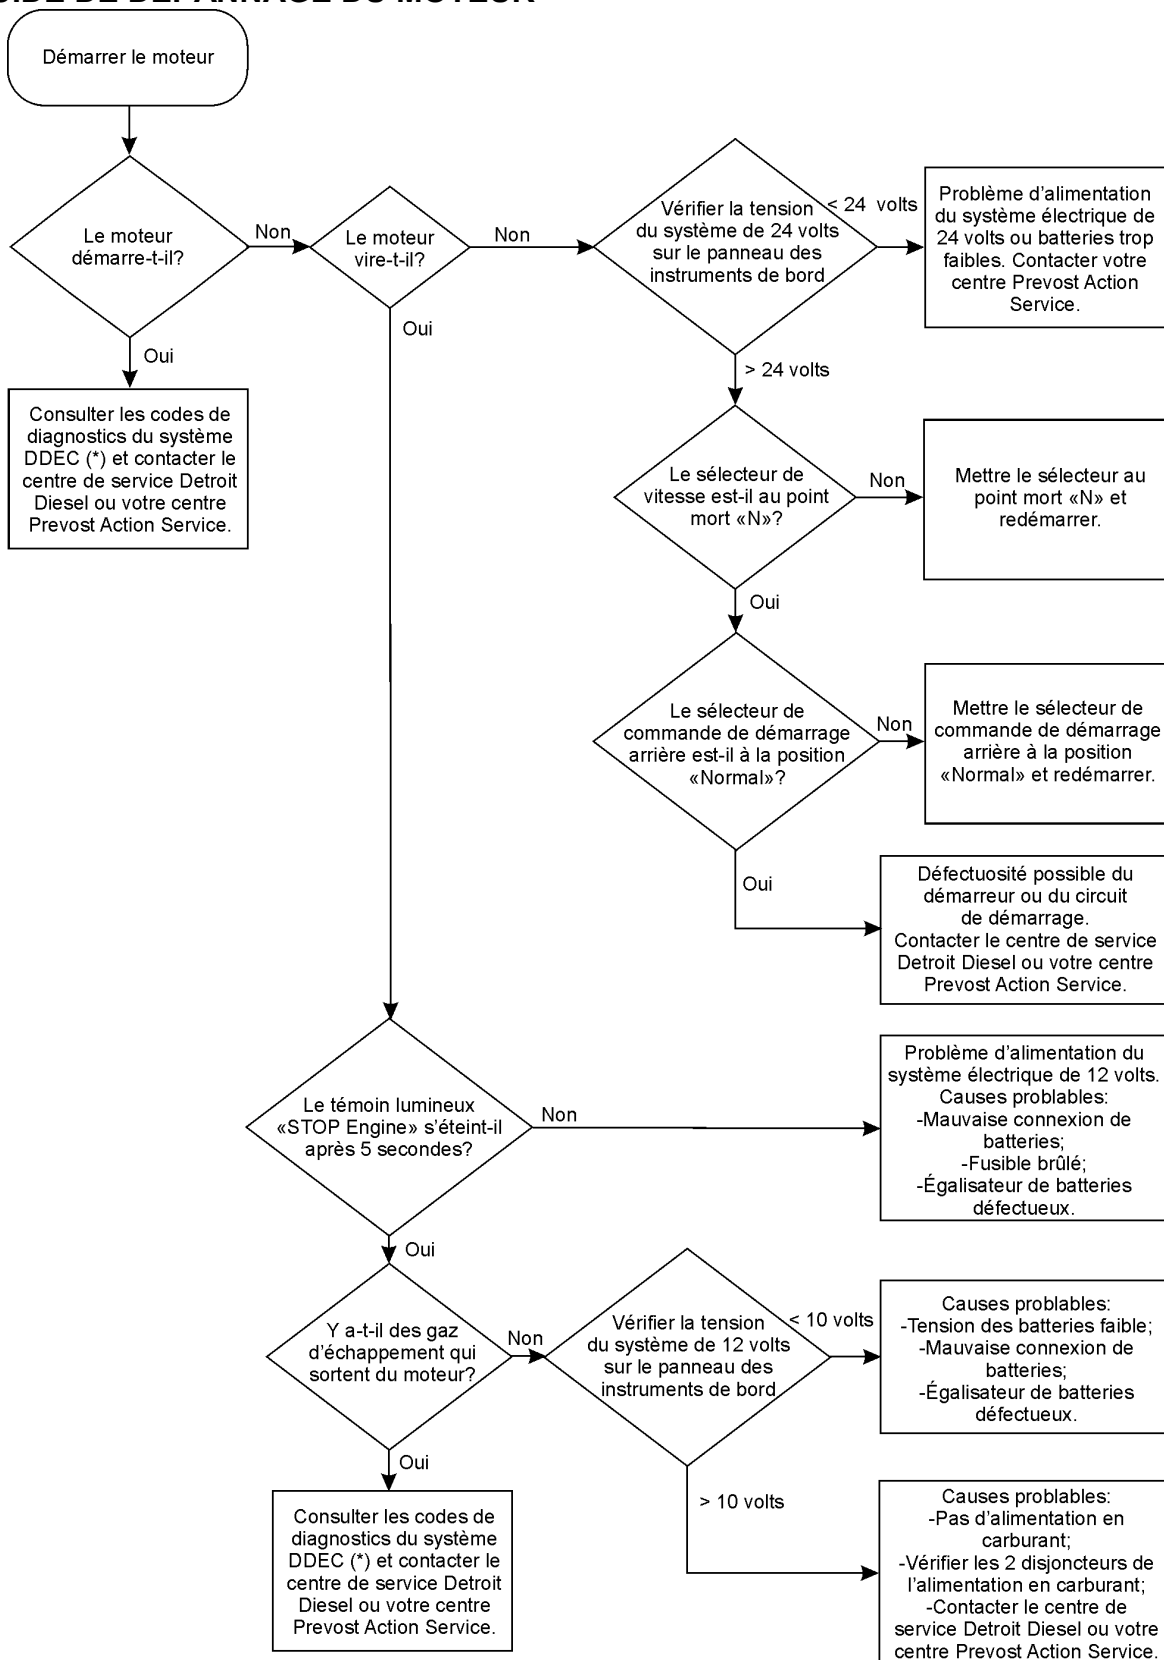 GUIDE DE DÉPANNAGE DU MOTEUR
Démarrer le moteur
Le moteur
démarre-t-il?
Non
Le moteur
vire-t-il?
Non
Vérifier la tension
du système de 24 volts
sur le panneau des
instruments de bord
< 24 volts
Problème d'alimentation
du système électrique de
24 volts ou batteries trop
faibles. Contacter votre
centre Prevost Action
Service.
Oui
Oui
> 24 volts
Consulter les codes de
diagnostics du système
DDEC (*) et contacter le
centre de service Detroit
Diesel ou votre centre
Prevost Action Service.
Le sélecteur de
vitesse est-il au point
mort «N»?
Non
Mettre le sélecteur au
point mort «N» et
redémarrer.
Oui
Le sélecteur de
commande de démarrage
arrière est-il à la position
«Normal»?
Non
Mettre le sélecteur de
commande de démarrage
arrière à la position
«Normal» et redémarrer.
Oui
Défectuosité possible du
démarreur ou du circuit
de démarrage.
Contacter le centre de service
Detroit Diesel ou votre centre
Prevost Action Service.
Le témoin lumineux
«STOP Engine» s'éteint-il
après 5 secondes?
Non
Problème d'alimentation du
système électrique de 12 volts.
Causes problables:
-Mauvaise connexion de
batteries;
-Fusible brûlé;
-Égalisateur de batteries
défectueux.
Oui
Y a-t-il des gaz
d'échappement qui
sortent du moteur?
Non
Vérifier la tension
du système de 12 volts
sur le panneau des
instruments de bord
< 10 volts
Causes problables:
-Tension des batteries faible;
-Mauvaise connexion de
batteries;
-Égalisateur de batteries
défectueux.
Oui
> 10 volts
Consulter les codes de
diagnostics du système
DDEC (*) et contacter le
centre de service Detroit
Diesel ou votre centre
Prevost Action Service.
Causes problables:
-Pas d'alimentation en
carburant;
-Vérifier les 2 disjoncteurs de
l'alimentation en carburant;
-Contacter le centre de
service Detroit Diesel ou votre
centre Prevost Action Service.